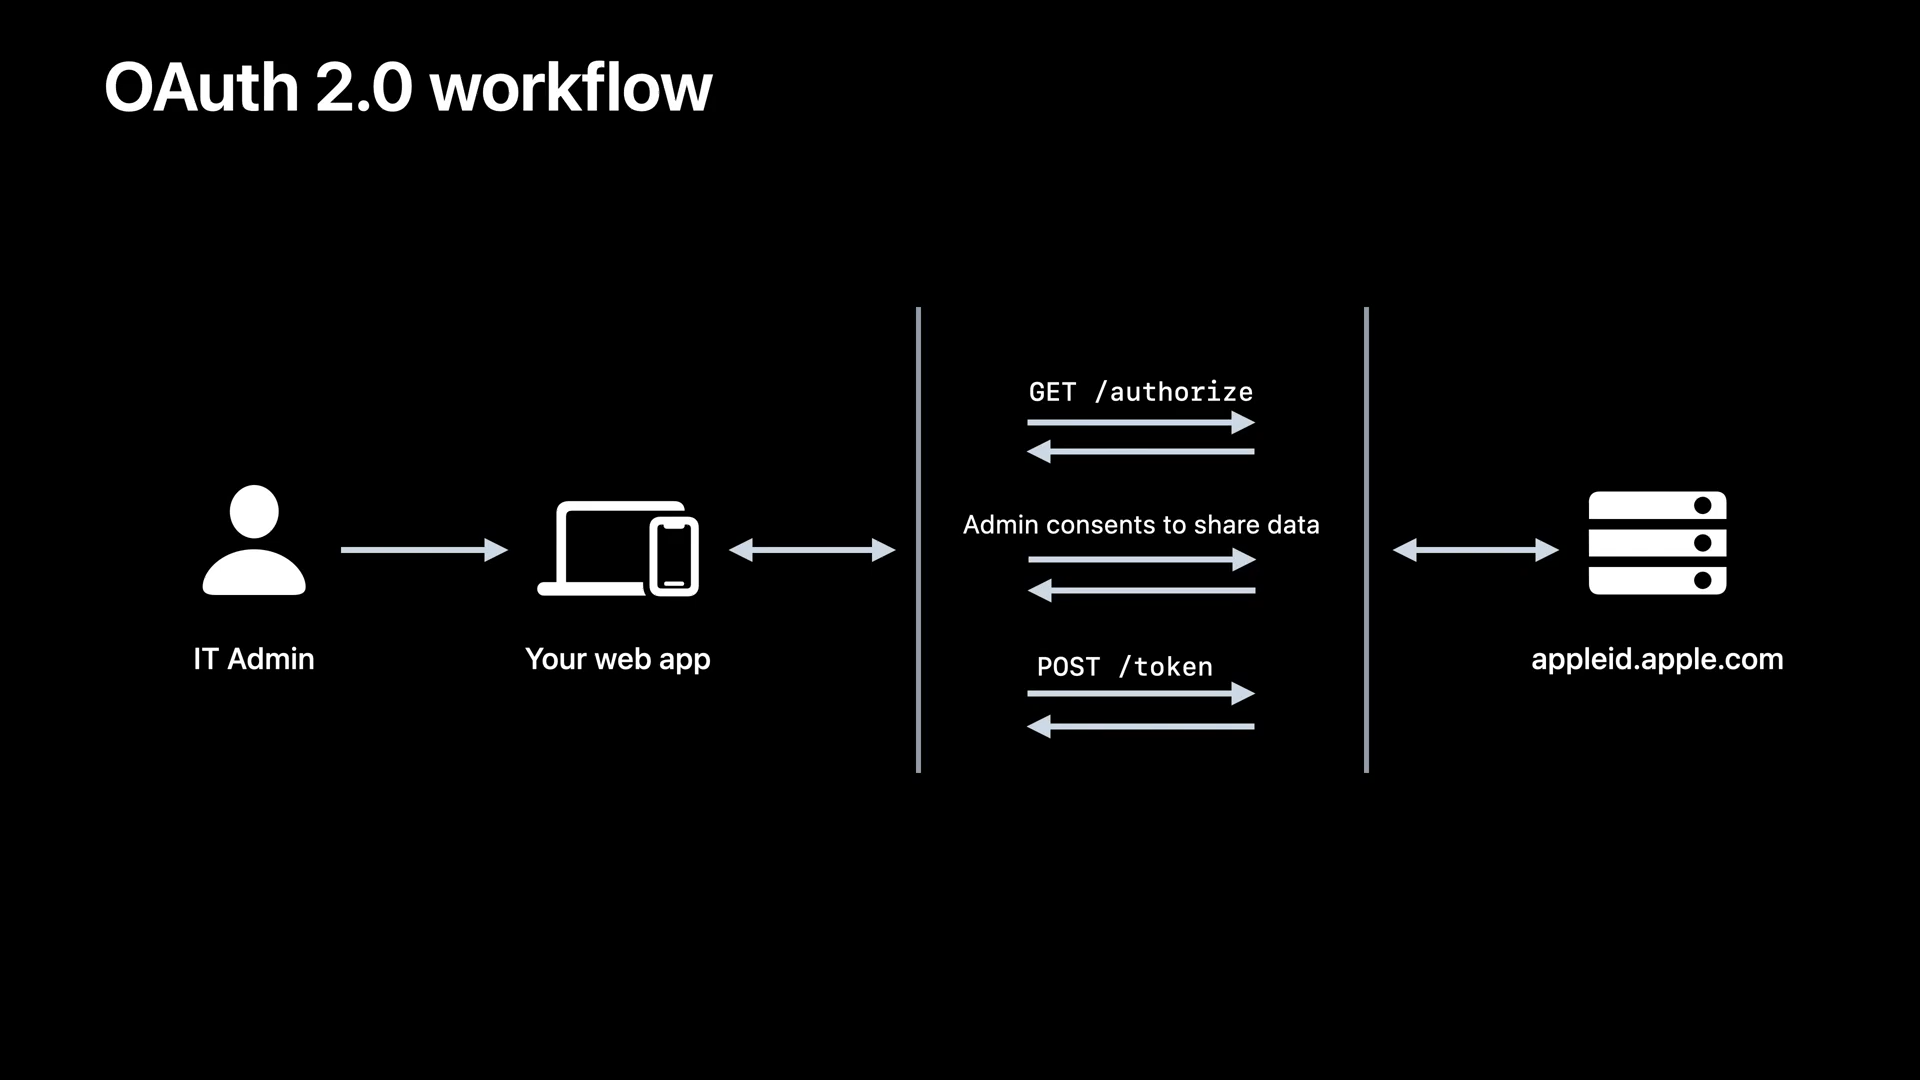 OAuth 2.0 workflow
GET /authorize
Admin consents to share data
POST /token
IT Admin
Your web app
appleid.apple.com